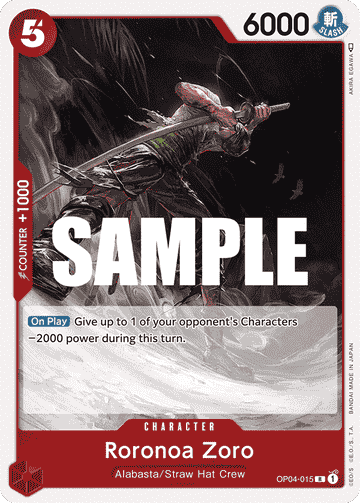 5
6000
斬
SLASH
AKIRA EGAWA
COUNTER +1000
SAMPLE
On Play Give up to 1 of your opponent's Characters
−2000 power during this turn.
CHARACTER
Roronoa Zoro
Alabasta/Straw Hat Crew
OP04-015 R 1
©E.O./S. ©E.O./S., T.A. BANDAI MADE IN JAPAN